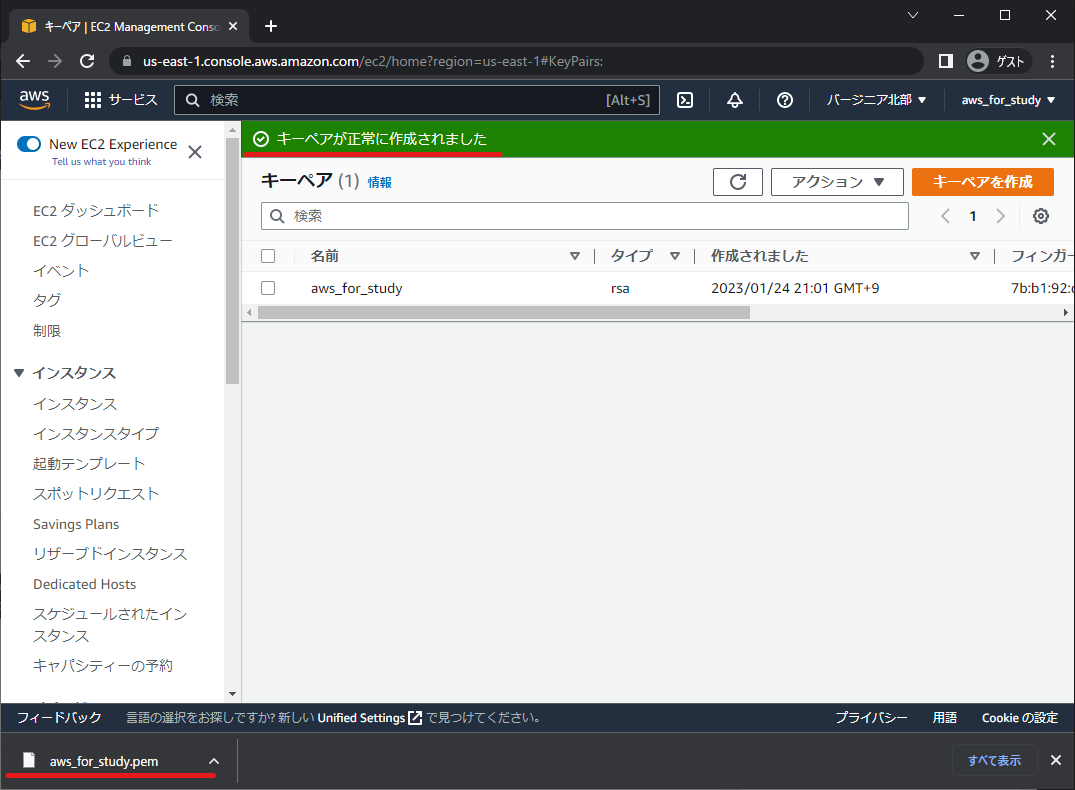 キーペア | EC2 Management Conso
us-east-1.console.aws.amazon.com/ec2/home?region=us-east-1#KeyPairs:
ゲスト
aws
サービス
検索
[Alt+S]
バージニア北部
aws_for_study
New EC2 Experience
Tell us what you think
EC2 ダッシュボード
EC2 グローバルビュー
イベント
タグ
制限
インスタンス
インスタンス
インスタンスタイプ
起動テンプレート
スポットリクエスト
Savings Plans
リザーブドインスタンス
Dedicated Hosts
スケジュールされたイン
スタンス
キャパシティーの予約
キーペアが正常に作成されました
キーペア (1) 情報
アクション
キーペアを作成
検索
1
名前
タイプ
作成されました
フィンガー
aws_for_study
rsa
2023/01/24 21:01 GMT+9
7b:b1:92:
フィードバック
言語の選択をお探しですか? 新しい Unified Settings で見つけてください。
プライバシー
用語
Cookie の設定
aws_for_study.pem
すべて表示